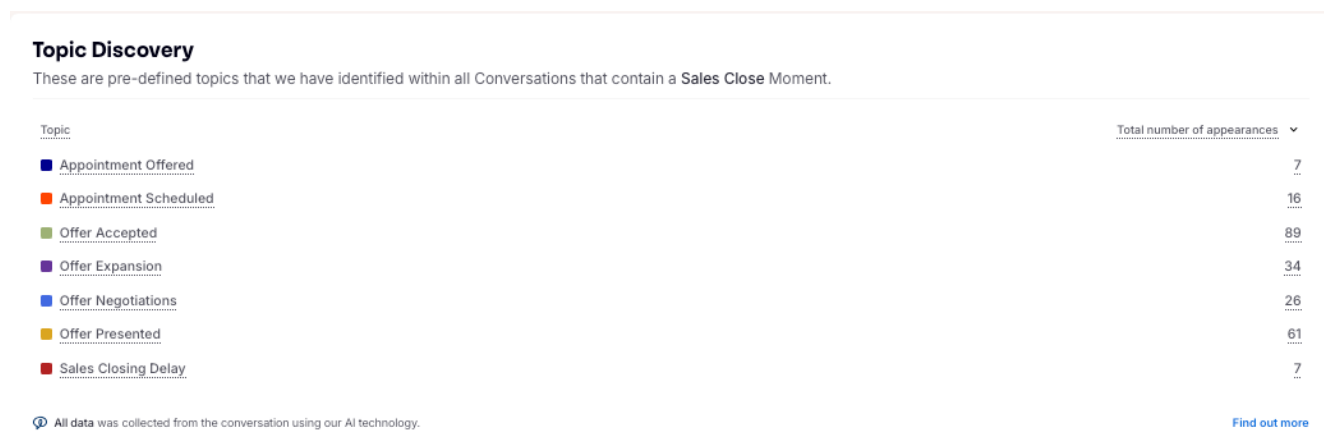 Topic Discovery
These are pre-defined topics that we have identified within all Conversations that contain a Sales Close Moment.
Topic Total number of appearances
Appointment Offered 7
Appointment Scheduled 16
Offer Accepted 89
Offer Expansion 34
Offer Negotiations 26
Offer Presented 61
Sales Closing Delay 7
All data was collected from the conversation using our AI technology. Find out more